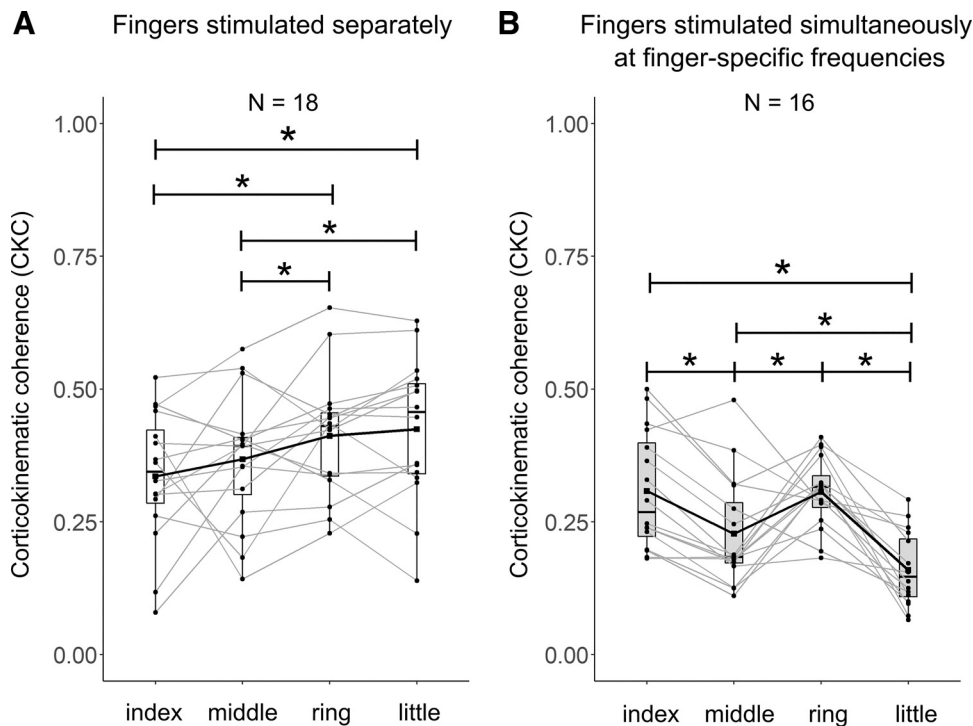 A
Fingers stimulated separately
N = 18
Corticokinematic coherence (CKC)
1.00
*
*
*
0.75
*
0.50
0.25
0.00
index middle ring little
B
Fingers stimulated simultaneously
at finger-specific frequencies
N = 16
Corticokinematic coherence (CKC)
1.00
0.75
*
*
* * *
0.50
0.25
0.00
index middle ring little